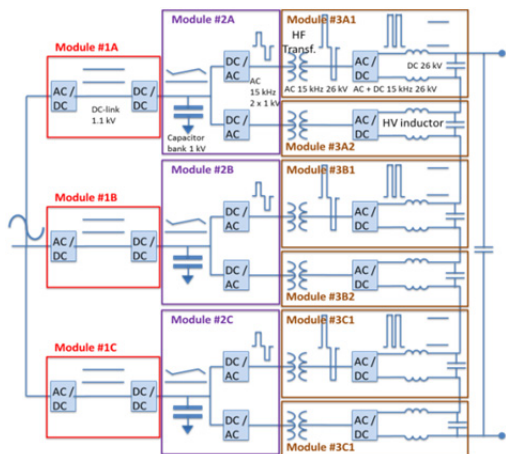 Module #1A
AC /
DC
DC-link
1.1 kV
DC /
DC
Module #2A
Capacitor
bank 1 kV
DC /
AC
AC
15 kHz
2 x 1 kV
DC /
AC
Module #3A1
HF
Transf.
AC 15 kHz 26 kV
AC /
DC
AC + DC 15 kHz 26 kV
DC 26 kV
AC /
DC
HV inductor
Module #3A2
Module #1B
AC /
DC
DC /
DC
Module #2B
DC /
AC
DC /
AC
Module #3B1
AC /
DC
AC /
DC
Module #3B2
Module #1C
AC /
DC
DC /
DC
Module #2C
DC /
AC
DC /
AC
Module #3C1
AC /
DC
AC /
DC
Module #3C1